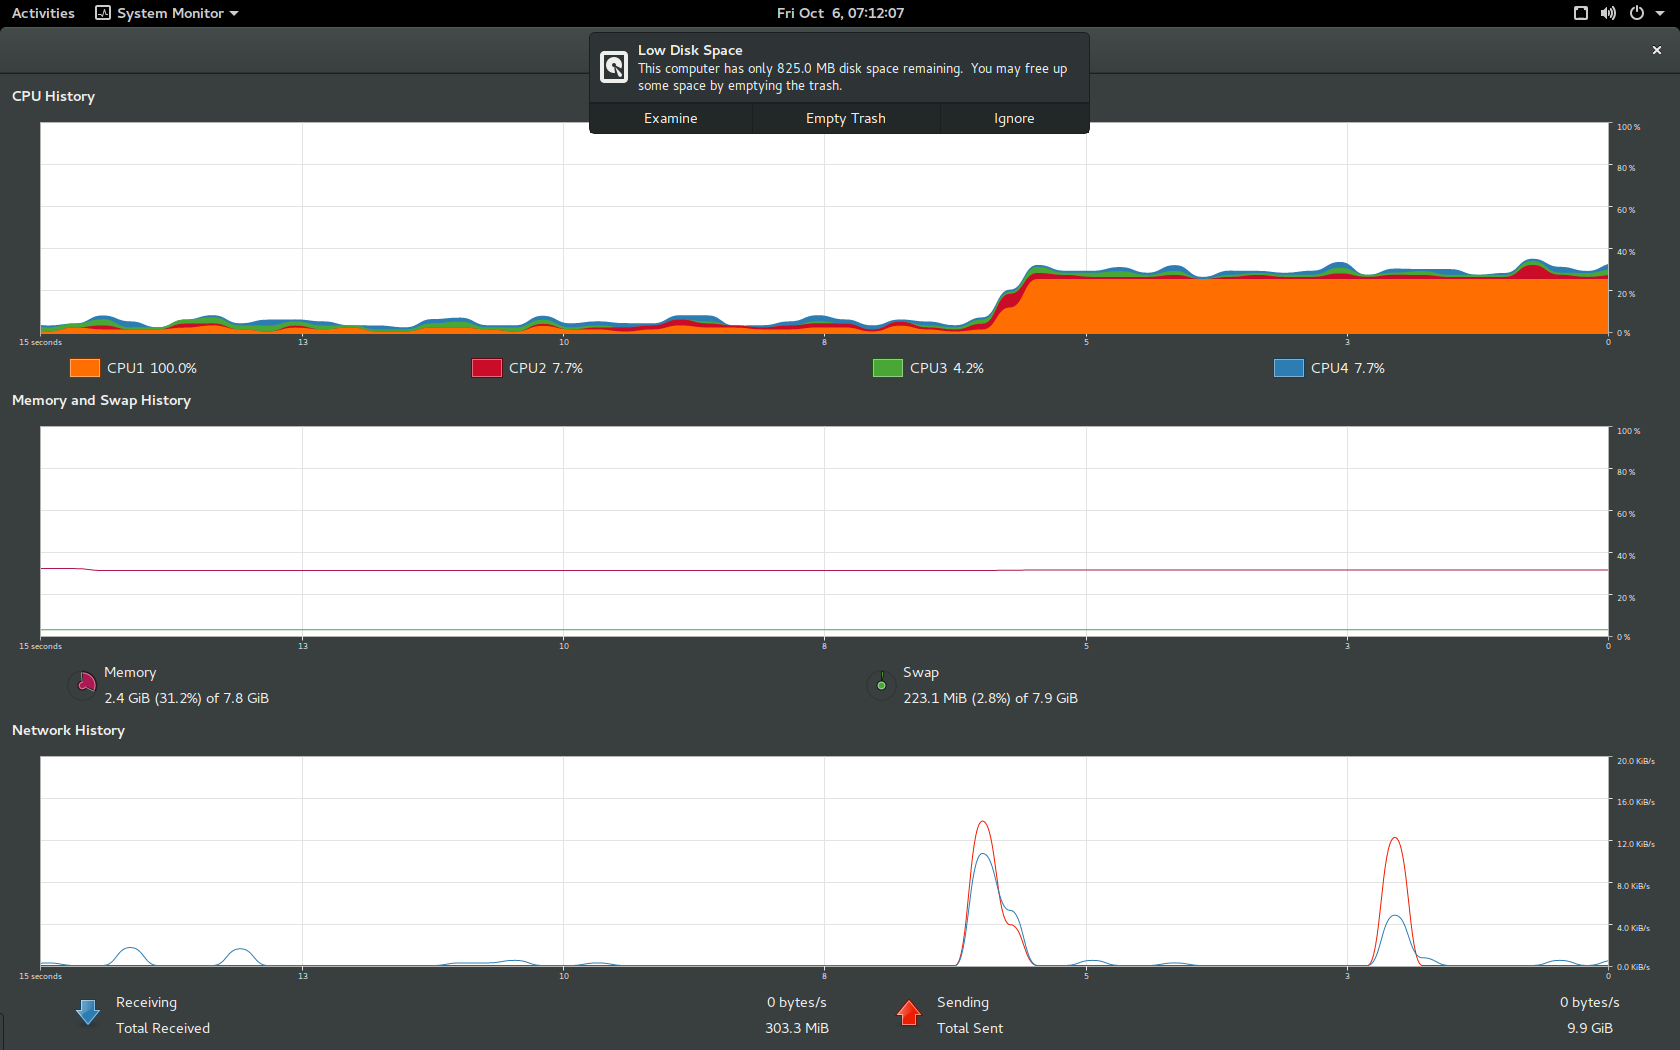 Activities System Monitor Fri Oct 6, 07:12:07
Low Disk Space
This computer has only 825.0 MB disk space remaining. You may free up
some space by emptying the trash.
Examine Empty Trash Ignore
CPU History
100 %
80 %
60 %
40 %
20 %
0 %
15 seconds 13 10 8 5 3 0
CPU1 100.0% CPU2 7.7% CPU3 4.2% CPU4 7.7%
Memory and Swap History
100 %
80 %
60 %
40 %
20 %
0 %
15 seconds 13 10 8 5 3 0
Memory Swap
2.4 GiB (31.2%) of 7.8 GiB 223.1 MiB (2.8%) of 7.9 GiB
Network History
20.0 KiB/s
16.0 KiB/s
12.0 KiB/s
8.0 KiB/s
4.0 KiB/s
0.0 KiB/s
15 seconds 13 10 8 5 3 0
Receiving 0 bytes/s Sending 0 bytes/s
Total Received 303.3 MiB Total Sent 9.9 GiB